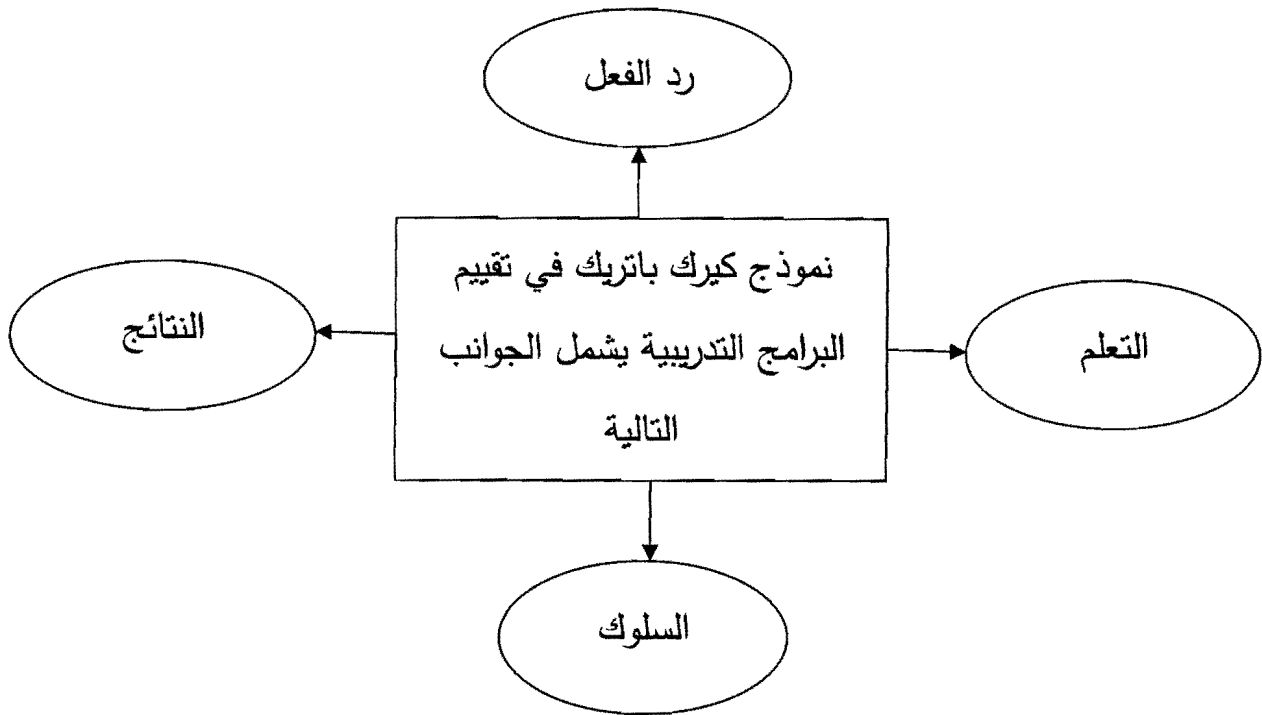 رد الفعل
نموذج كيرك باتريك في تقييم
البرامج التدريبية يشمل الجوانب
التالية
التعلم
النتائج
السلوك